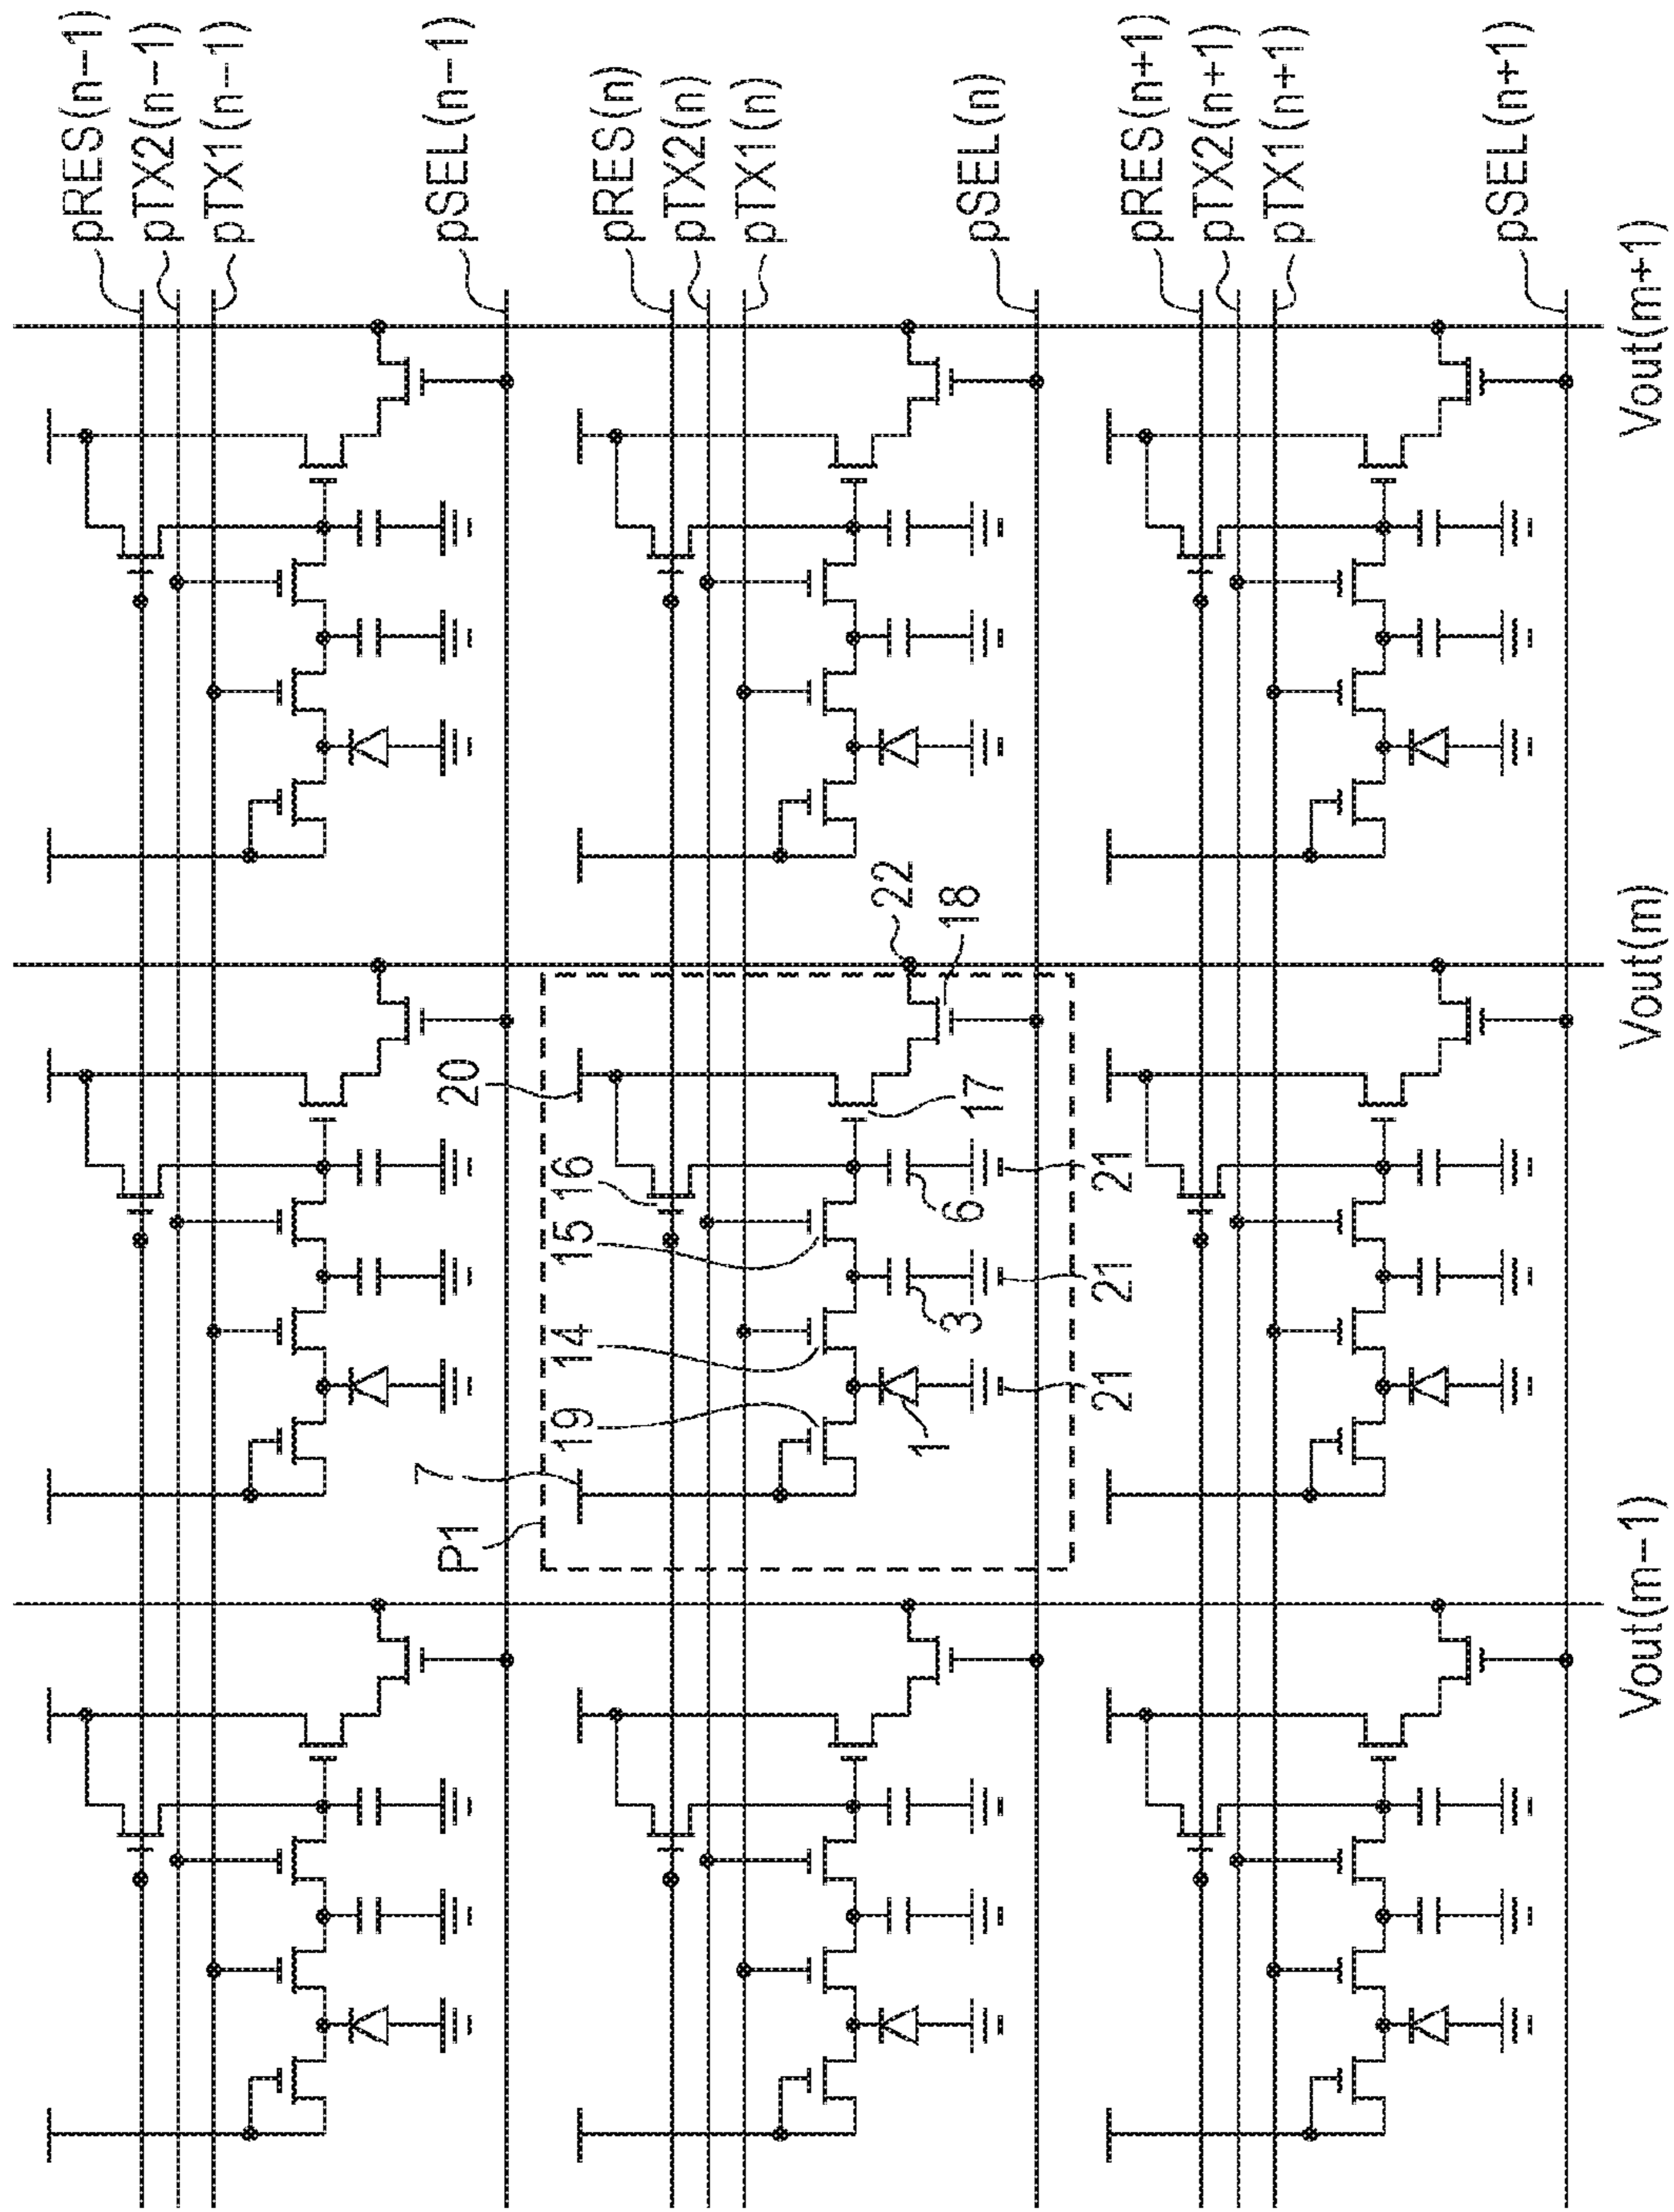 pRES(n-1)
pTX2(n-1)
pTX1(n-1)
pSEL(n-1)
pRES(n)
pTX2(n)
pTX1(n)
pSEL(n)
pRES(n+1)
pTX2(n+1)
pTX1(n+1)
pSEL(n+1)
P1
7
20
19
14
15
16
1
3
6
17
18
22
21
21
21
Vout(m-1)
Vout(m)
Vout(m+1)